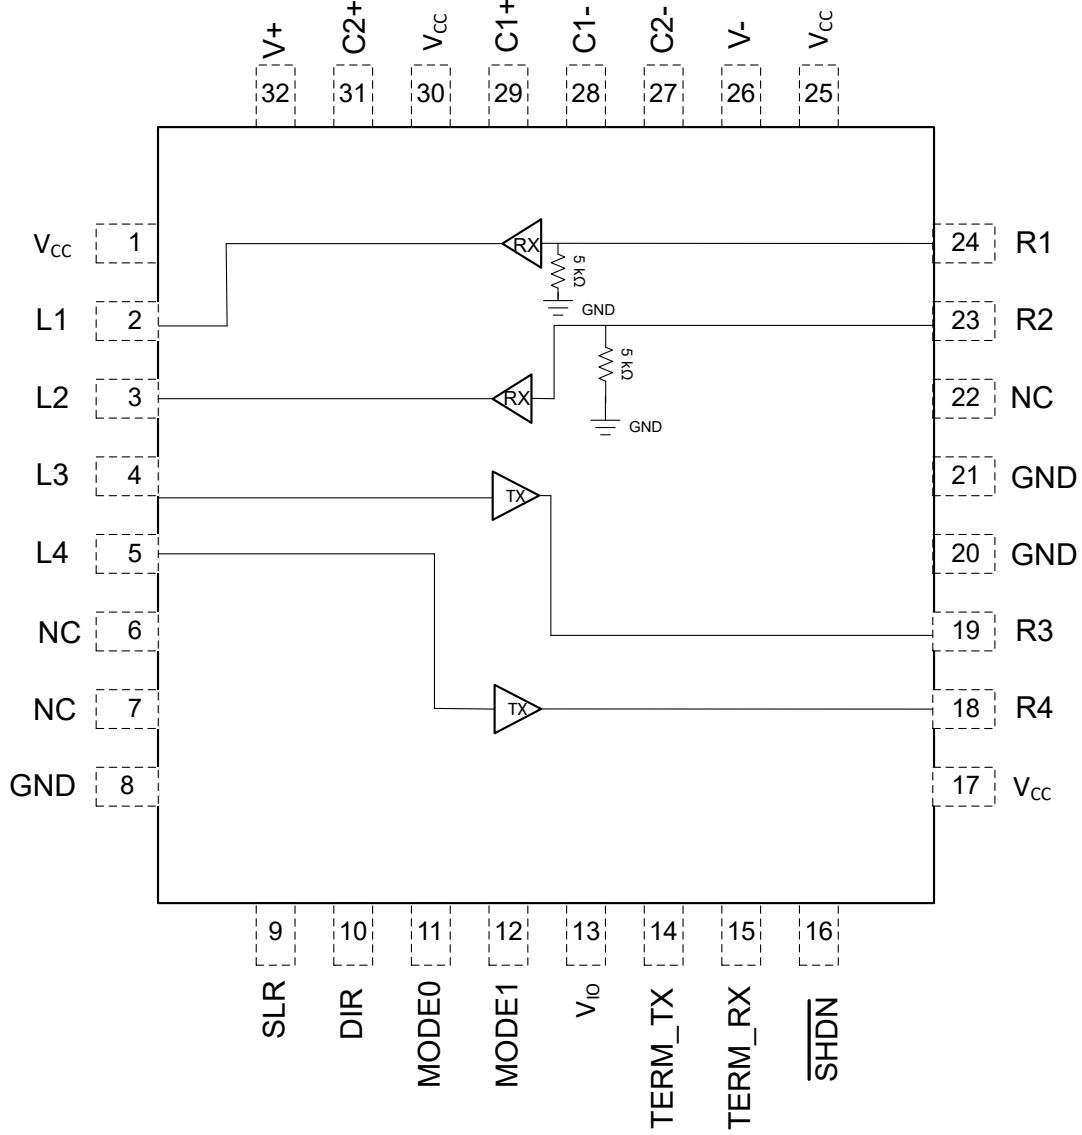 V+
C2+
VCC
C1+
C1-
C2-
V-
VCC
32
31
30
29
28
27
26
25
VCC
1
RX
24
R1
5 kΩ
GND
L1
2
23
R2
5 kΩ
L2
3
RX
22
NC
GND
L3
4
TX
21
GND
L4
5
20
GND
NC
6
19
R3
NC
7
TX
18
R4
GND
8
17
VCC
9
10
11
12
13
14
15
16
SLR
DIR
MODE0
MODE1
VIO
TERM_TX
TERM_RX
SHDN